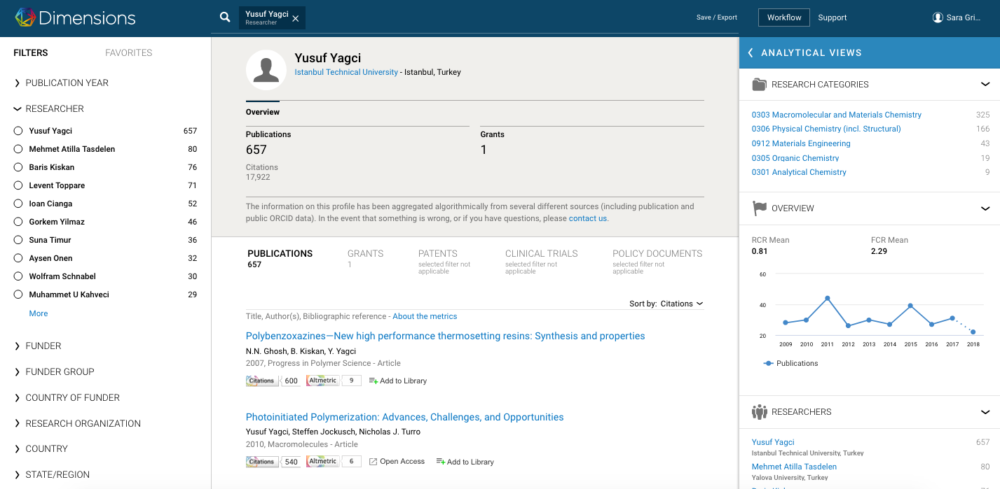 Dimensions
Yusuf Yagci
Researcher
Save / Export
Workflow
Support
Sara Gri...
FILTERS
FAVORITES
PUBLICATION YEAR
RESEARCHER
Yusuf Yagci 657
Mehmet Atilla Tasdelen 80
Baris Kiskan 76
Levent Toppare 71
Ioan Cianga 52
Gorkem Yilmaz 46
Suna Timur 36
Aysen Onen 32
Wolfram Schnabel 30
Muhammet U Kahveci 29
More
FUNDER
FUNDER GROUP
COUNTRY OF FUNDER
RESEARCH ORGANIZATION
COUNTRY
STATE/REGION
Yusuf Yagci
Istanbul Technical University - Istanbul, Turkey
Overview
Publications
657
Citations
17,922
Grants
1
The information on this profile has been aggregated algorithmically from several different sources (including publication and
public ORCID data). In the event that something is wrong, or if you have questions, please contact us.
PUBLICATIONS
657
GRANTS
1
PATENTS
selected filter not
applicable
CLINICAL TRIALS
selected filter not
applicable
POLICY DOCUMENTS
selected filter not
applicable
Sort by: Citations
Title, Author(s), Bibliographic reference - About the metrics
Polybenzoxazines—New high performance thermosetting resins: Synthesis and properties
N.N. Ghosh, B. Kiskan, Y. Yagci
2007, Progress in Polymer Science - Article
Citations 600 Altmetric 9 Add to Library
Photoinitiated Polymerization: Advances, Challenges, and Opportunities
Yusuf Yagci, Steffen Jockusch, Nicholas J. Turro
2010, Macromolecules - Article
Citations 540 Altmetric 6 Open Access Add to Library
ANALYTICAL VIEWS
RESEARCH CATEGORIES
0303 Macromolecular and Materials Chemistry 325
0306 Physical Chemistry (incl. Structural) 166
0912 Materials Engineering 43
0305 Organic Chemistry 19
0301 Analytical Chemistry 9
OVERVIEW
RCR Mean
0.81
FCR Mean
2.29
60
40
20
2009 2010 2011 2012 2013 2014 2015 2016 2017 2018
Publications
RESEARCHERS
Yusuf Yagci 657
Istanbul Technical University, Turkey
Mehmet Atilla Tasdelen 80
Yalova University, Turkey